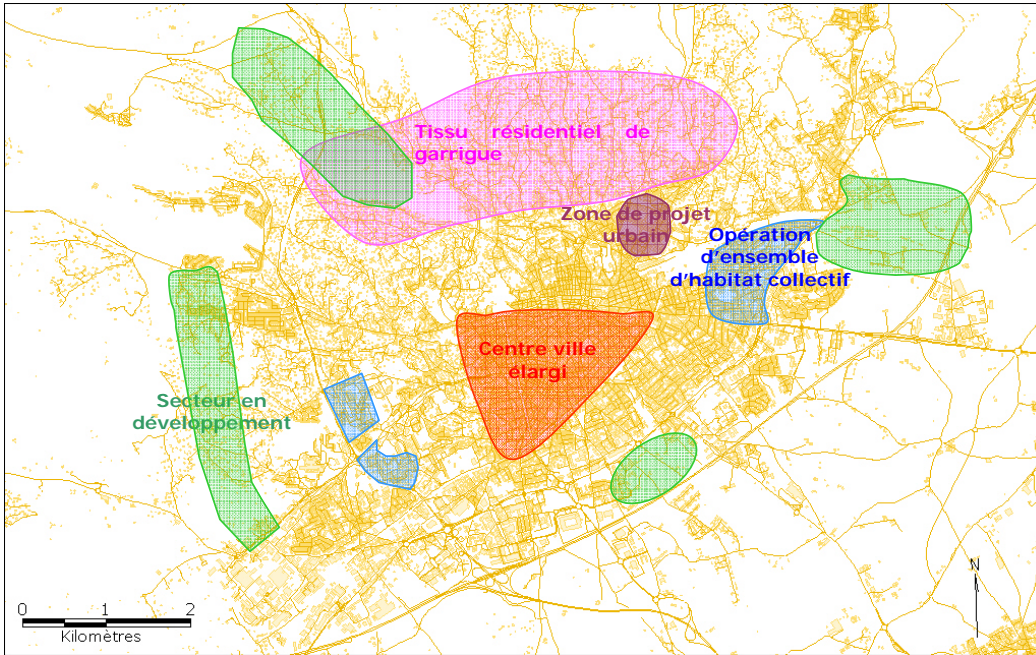 Tissu résidentiel de
garrigue
Zone de projet
urbain
Opération
d'ensemble
d'habitat collectif
Centre ville
élargi
Secteur en
développement
N
0 1 2
Kilomètres